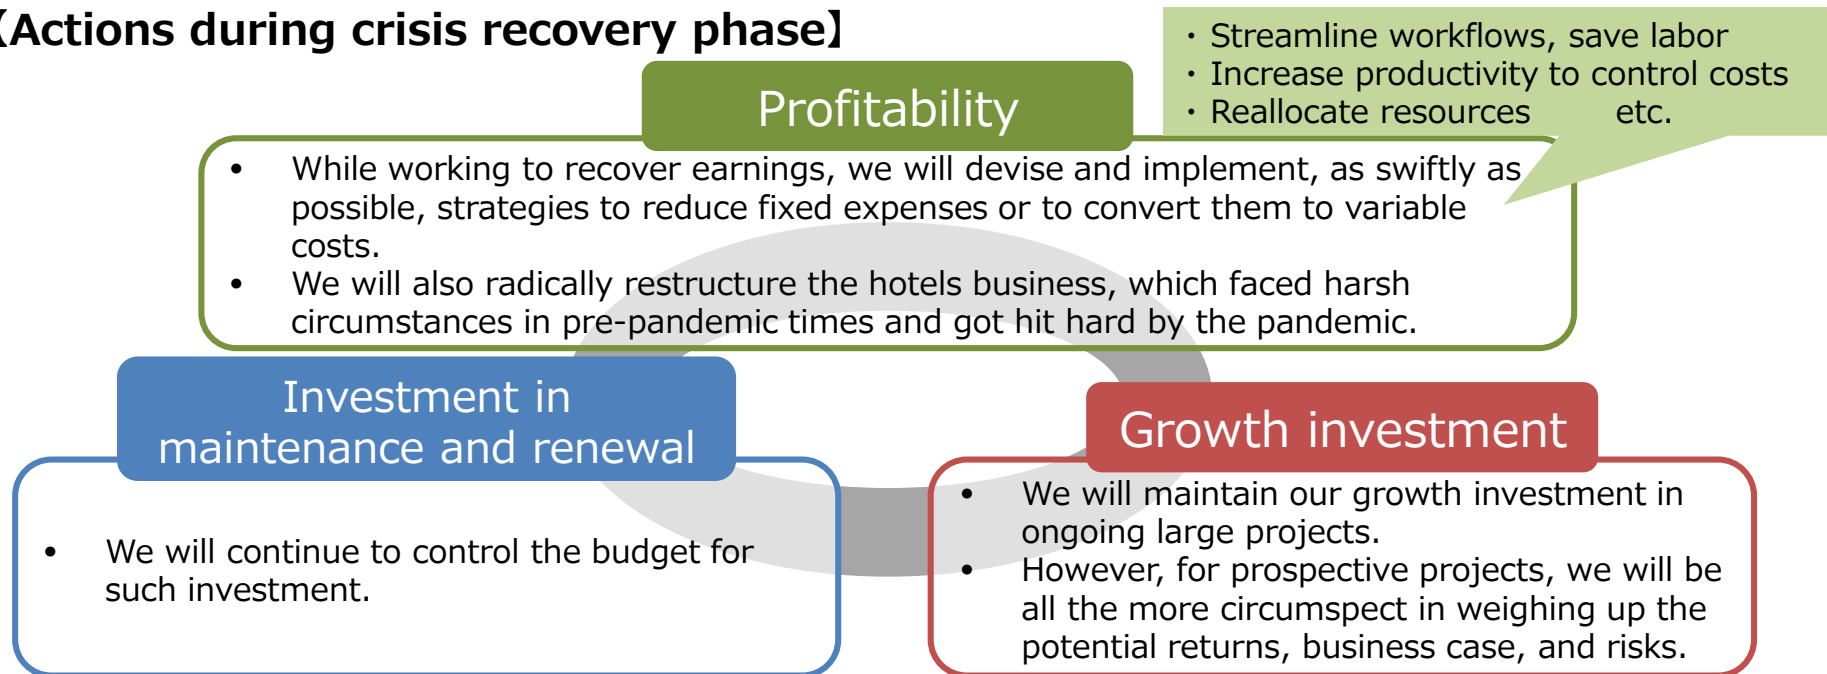 【Actions during crisis recovery phase】
・Streamline workflows, save labor
・Increase productivity to control costs
・Reallocate resources etc.
Profitability
• While working to recover earnings, we will devise and implement, as swiftly as
possible, strategies to reduce fixed expenses or to convert them to variable
costs.
• We will also radically restructure the hotels business, which faced harsh
circumstances in pre-pandemic times and got hit hard by the pandemic.
Investment in
maintenance and renewal
• We will continue to control the budget for
such investment.
Growth investment
• We will maintain our growth investment in
ongoing large projects.
• However, for prospective projects, we will be
all the more circumspect in weighing up the
potential returns, business case, and risks.